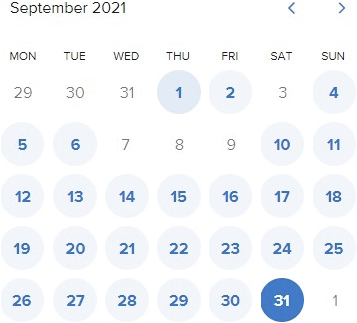 September 2021
MON TUE WED THU FRI SAT SUN
29 30 31 1 2 3 4
5 6 7 8 9 10 11
12 13 14 15 16 17 18
19 20 21 22 23 24 25
26 27 28 29 30 31 1